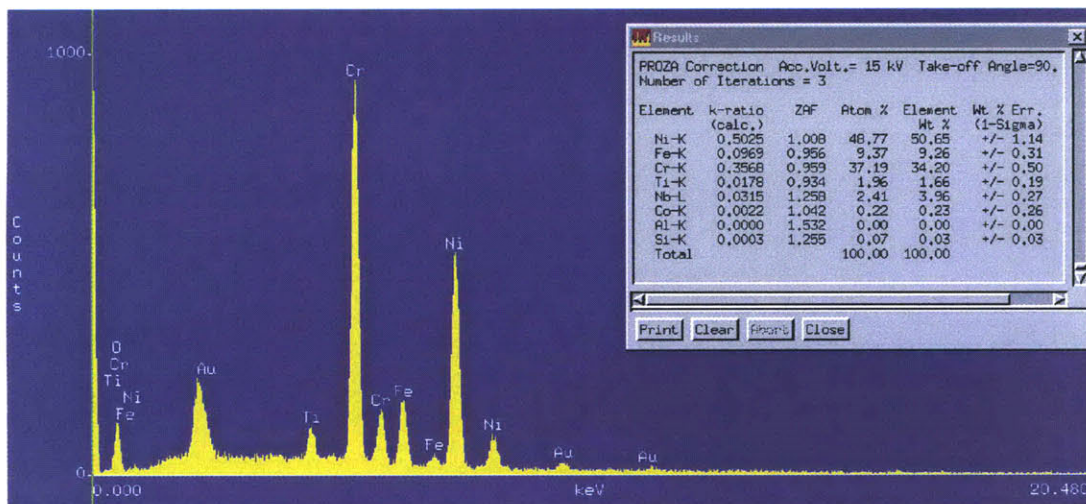 1000.
Counts
0.
O
Cr
Ti
Ni
Fe
Au
Ti
Cr
Cr
Fe
Fe
Ni
Ni
Au
Au
0.000
keV
20.480
Results
PROZA Correction Acc.Volt.= 15 kV Take-off Angle=90.
Number of Iterations = 3
Element k-ratio ZAF Atom % Element Wt % Err.
(calc.) Wt % (1-Sigma)
Ni-K 0.5025 1.008 48.77 50.65 +/- 1.14
Fe-K 0.0969 0.956 9.37 9.26 +/- 0.31
Cr-K 0.3568 0.959 37.19 34.20 +/- 0.50
Ti-K 0.0178 0.934 1.96 1.66 +/- 0.19
Nb-L 0.0315 1.258 2.41 3.96 +/- 0.27
Co-K 0.0022 1.042 0.22 0.23 +/- 0.26
Al-K 0.0000 1.532 0.00 0.00 +/- 0.00
Si-K 0.0003 1.255 0.07 0.03 +/- 0.03
Total 100.00 100.00
Print Clear Abort Close